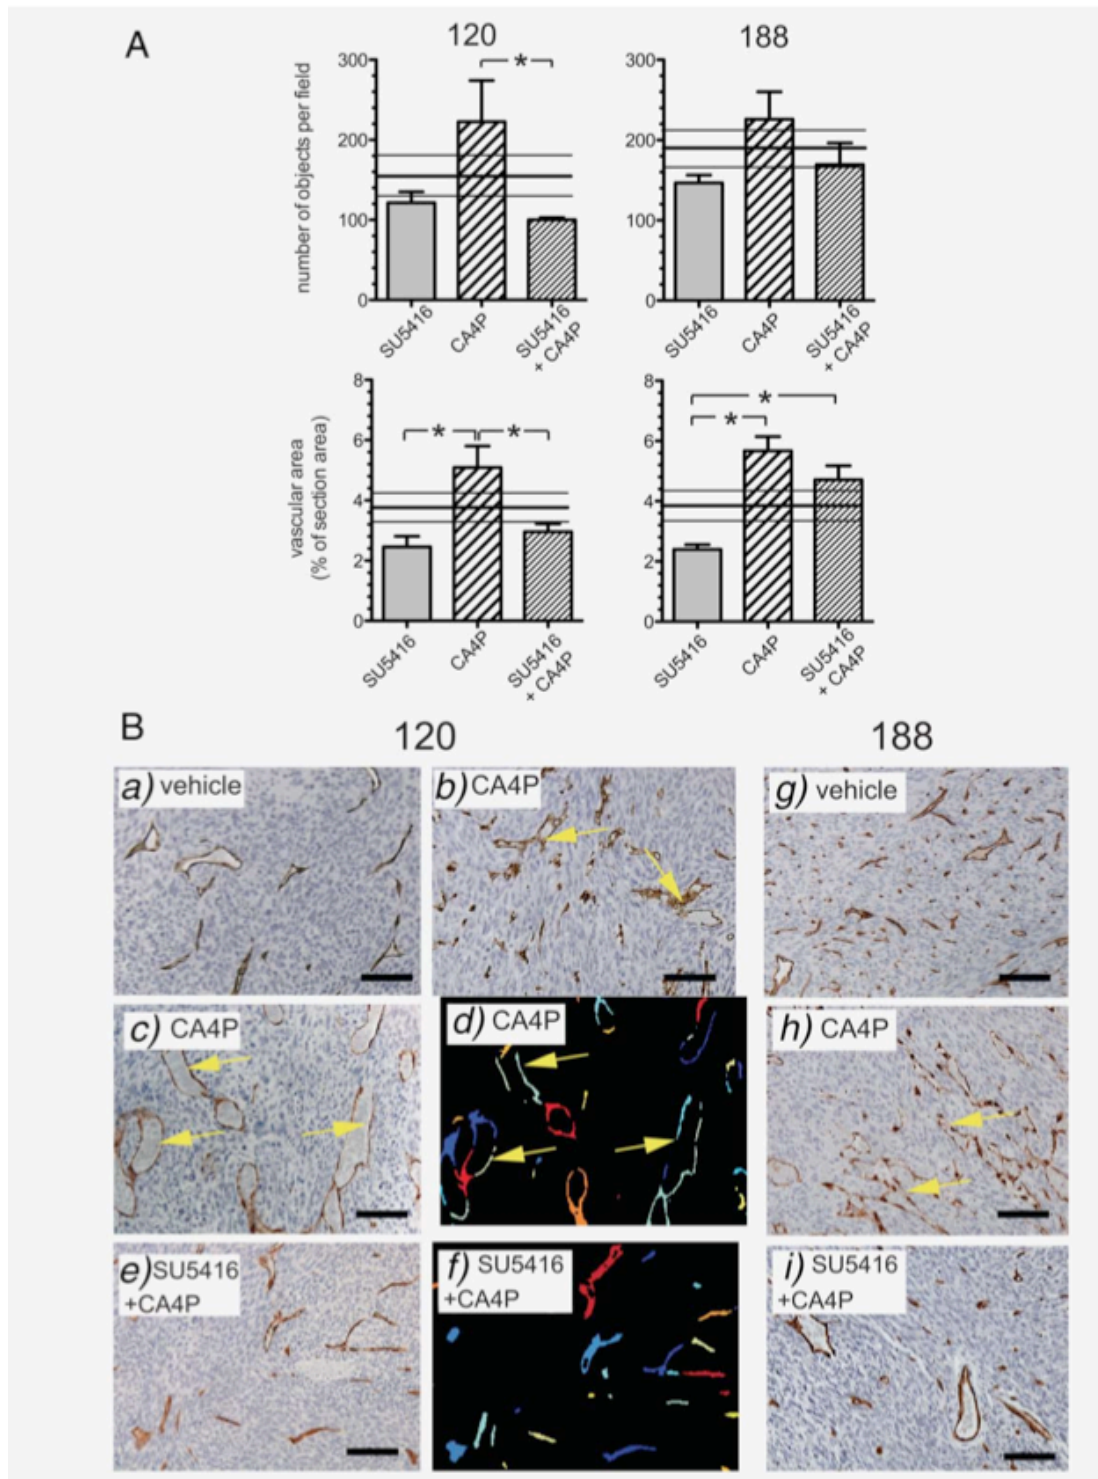 A
120
188
number of objects per field
300
200
100
0
*
SU5416
CA4P
SU5416
+ CA4P
300
200
100
0
SU5416
CA4P
SU5416
+ CA4P
vascular area
(% of section area)
8
6
4
2
0
* *
SU5416
CA4P
SU5416
+ CA4P
8
6
4
2
0
*
*
SU5416
CA4P
SU5416
+ CA4P
B
120
188
a) vehicle
b) CA4P
g) vehicle
c) CA4P
d) CA4P
h) CA4P
e) SU5416
+CA4P
f) SU5416
+CA4P
i) SU5416
+CA4P